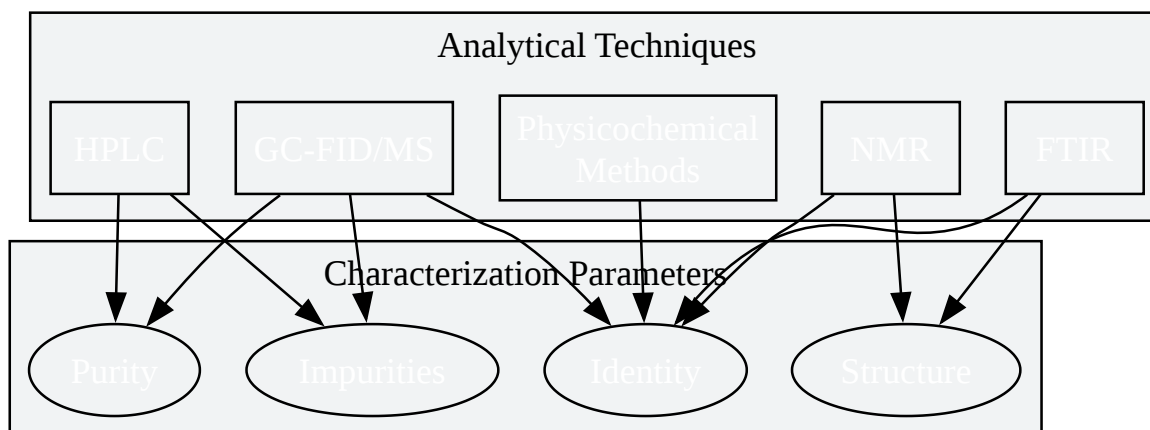 Analytical Techniques
HPLC
GC-FID/MS
Physicochemical
Methods
NMR
FTIR
Characterization Parameters
Purity
Impurities
Identity
Structure